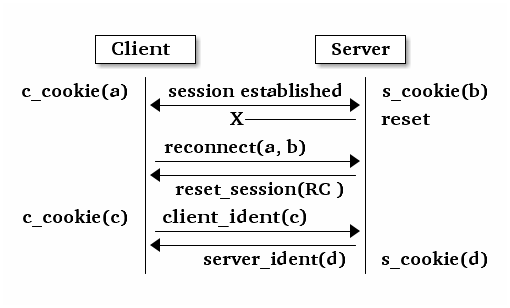 Client Server
c_cookie(a) session established s_cookie(b)
X reset
reconnect(a, b)
reset_session(RC )
c_cookie(c) client_ident(c)
server_ident(d) s_cookie(d)